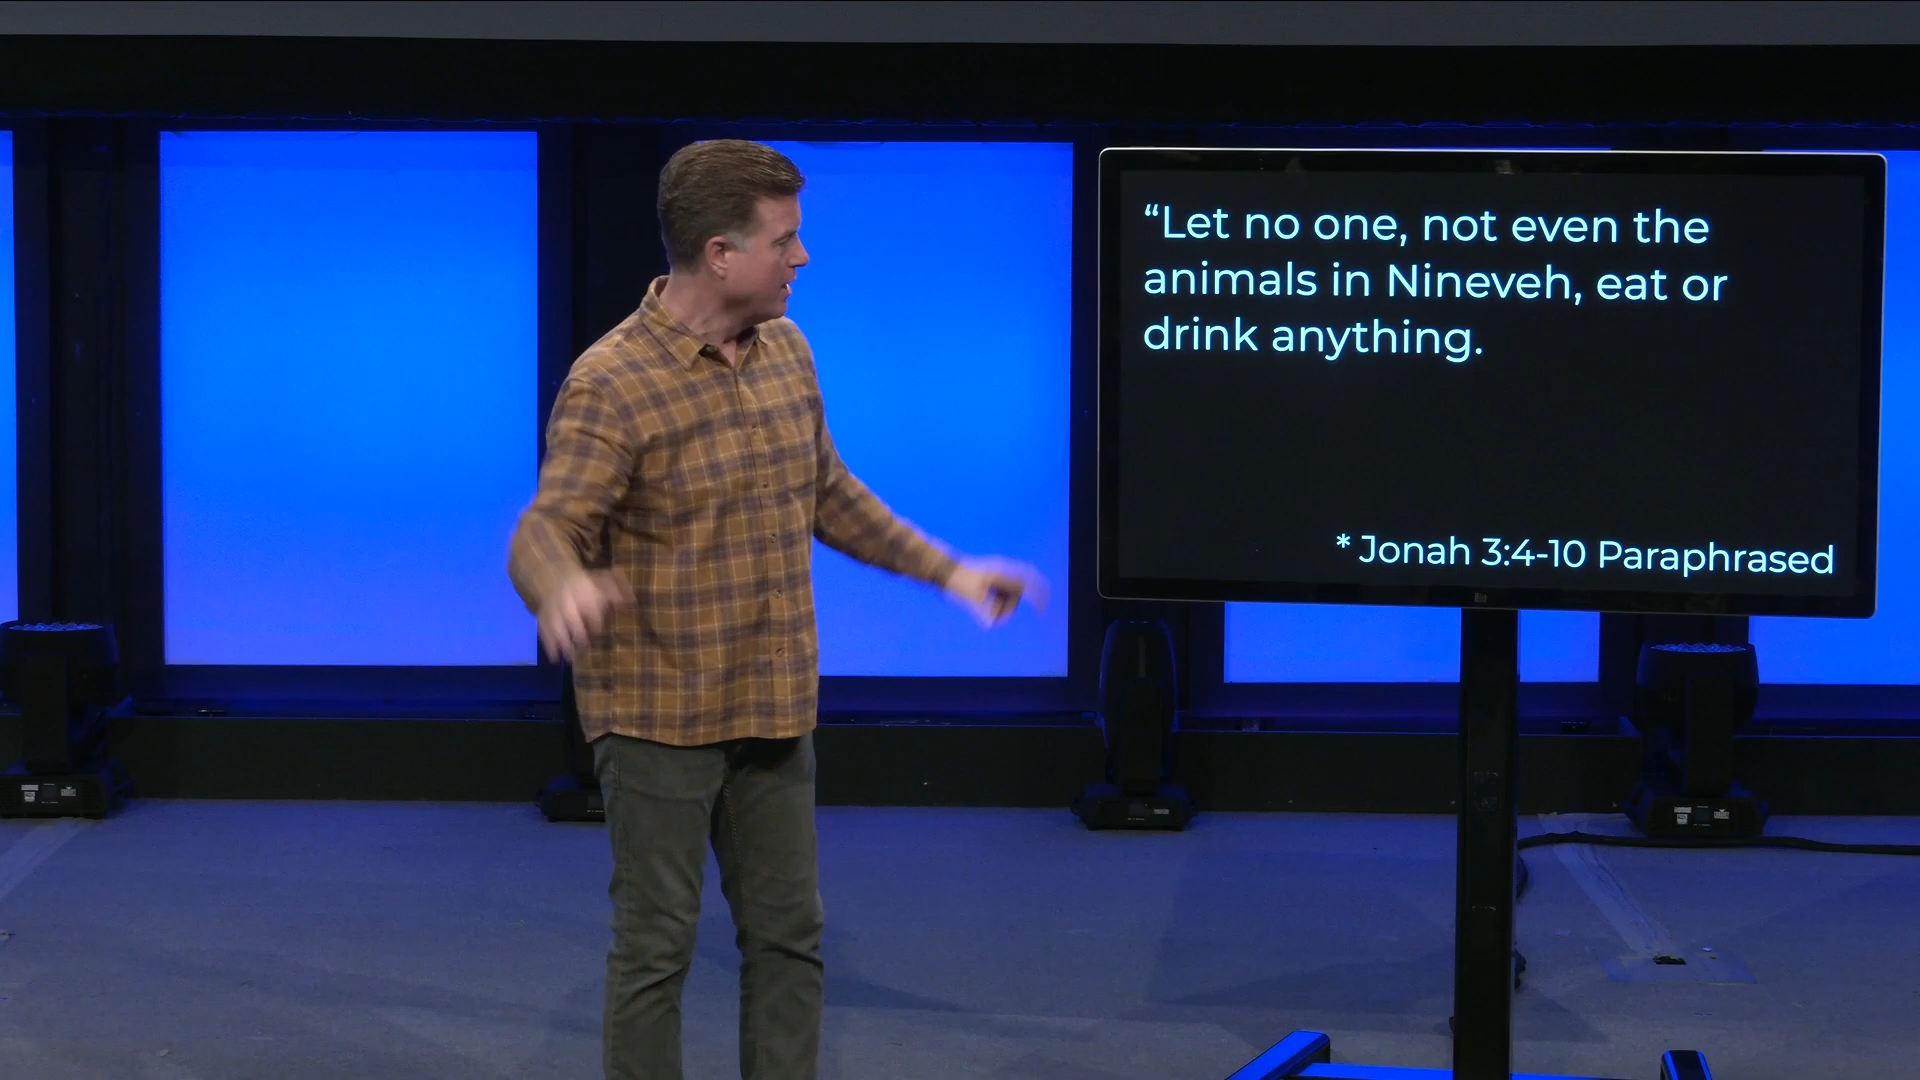 “Let no one, not even the
animals in Nineveh, eat or
drink anything.
* Jonah 3:4-10 Paraphrased